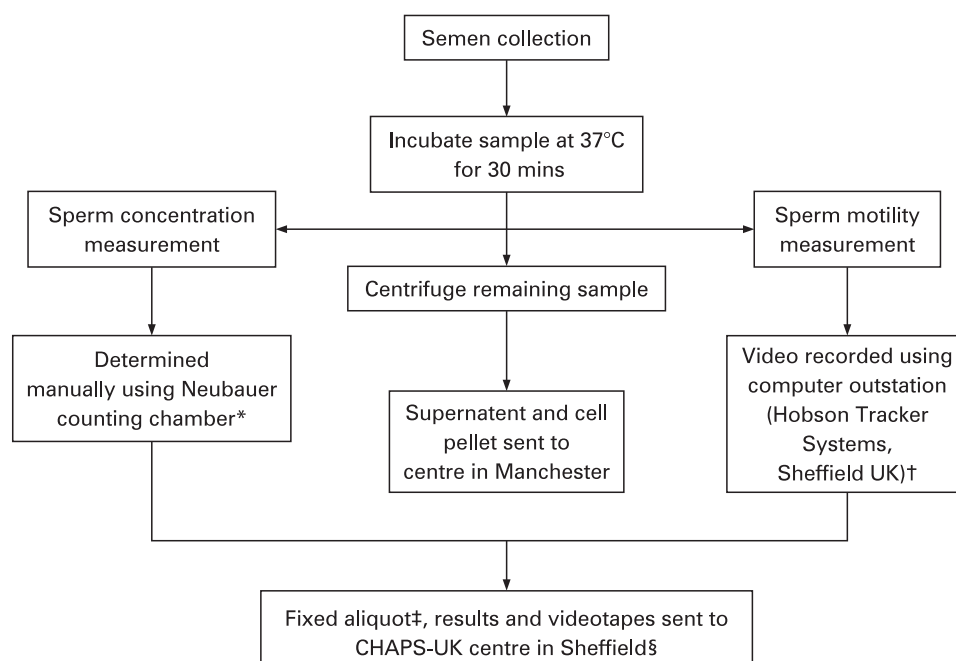 Semen collection
Incubate sample at 37°C
for 30 mins
Sperm concentration
measurement
Sperm motility
measurement
Centrifuge remaining sample
Determined
manually using Neubauer
counting chamber*
Supernatent and cell
pellet sent to
centre in Manchester
Video recorded using
computer outstation
(Hobson Tracker
Systems,
Sheffield UK)†
Fixed aliquot‡, results and videotapes sent to
CHAPS-UK centre in Sheffield§